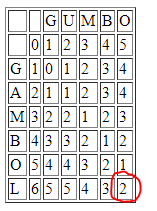 G U M B O
0 1 2 3 4 5
G 1 0 1 2 3 4
A 2 1 1 2 3 4
M 3 2 2 1 2 3
B 4 3 3 2 1 2
O 5 4 4 3 2 1
L 6 5 5 4 3 2